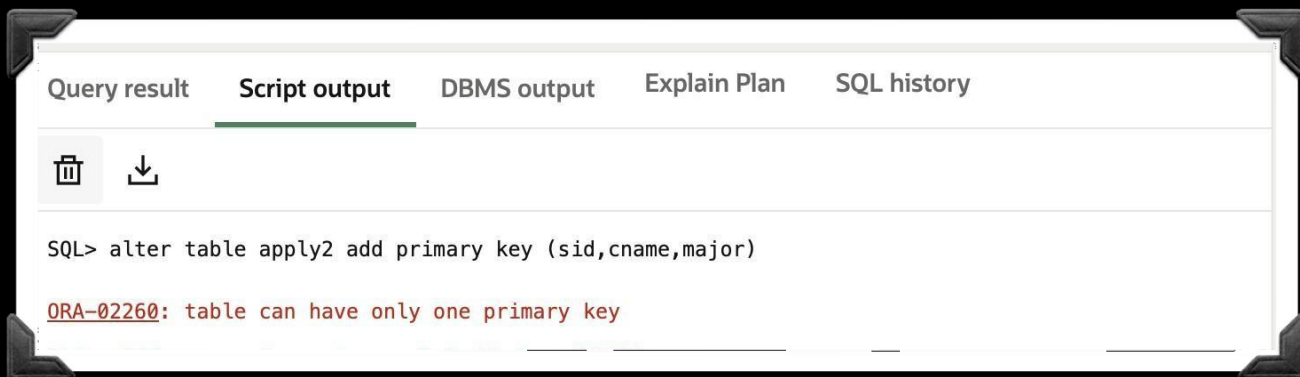 Query result Script output DBMS output Explain Plan SQL history
SQL> alter table apply2 add primary key (sid,cname,major)
ORA-02260: table can have only one primary key